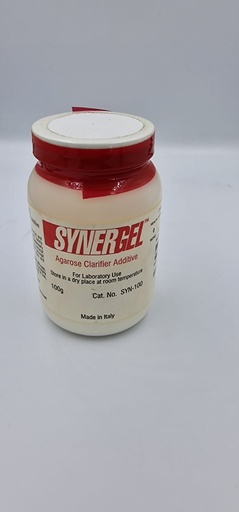 SYNERGEL™
Agarose Clarifier Additive
For Laboratory Use
Store in a dry place at room temperature
100g
Cat. No. SYN-100
Made in Italy